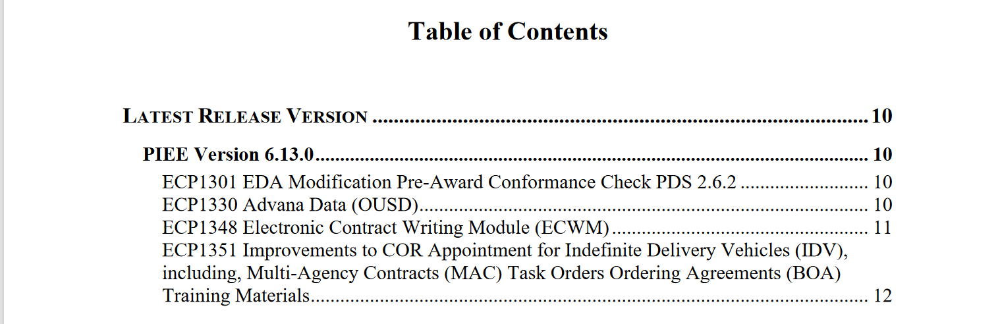 Table of Contents
LATEST RELEASE VERSION ........................................................................................... 10
PIEE Version 6.13.0...................................................................................................... 10
ECP1301 EDA Modification Pre-Award Conformance Check PDS 2.6.2 .......................... 10
ECP1330 Advana Data (OUSD)........................................................................................... 10
ECP1348 Electronic Contract Writing Module (ECWM).................................................... 11
ECP1351 Improvements to COR Appointment for Indefinite Delivery Vehicles (IDV),
including, Multi-Agency Contracts (MAC) Task Orders Ordering Agreements (BOA)
Training Materials................................................................................................................. 12